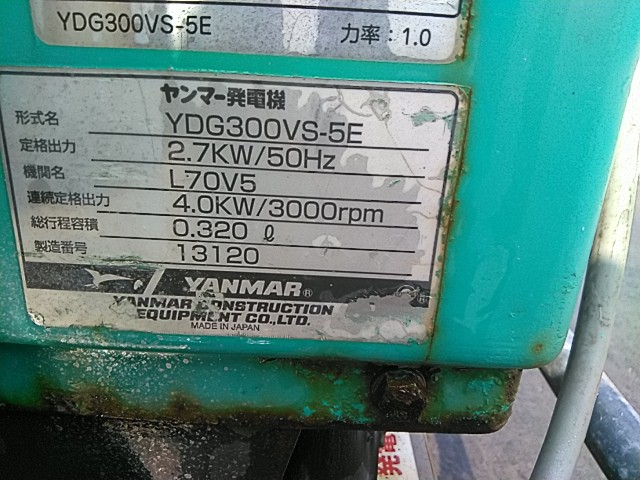 YDG300VS-5E 力率：1.0
ヤンマー発電機
形式名 YDG300VS-5E
定格出力 2.7KW/50Hz
機関名 L70V5
連続定格出力 4.0KW/3000rpm
総行程容積 0.320 ℓ
製造番号 13120
YANMAR®
YANMAR CONSTRUCTION
EQUIPMENT CO.,LTD.
MADE IN JAPAN
発電